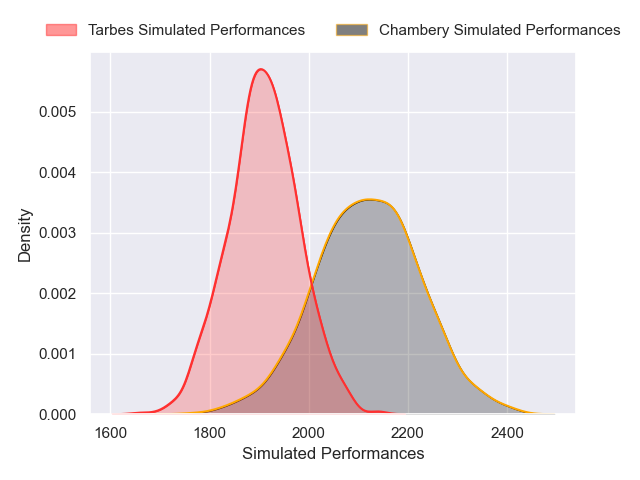 Tarbes Simulated Performances
Chambery Simulated Performances
Density
0.005
0.004
0.003
0.002
0.001
0.000
1600
1800
2000
2200
2400
Simulated Performances